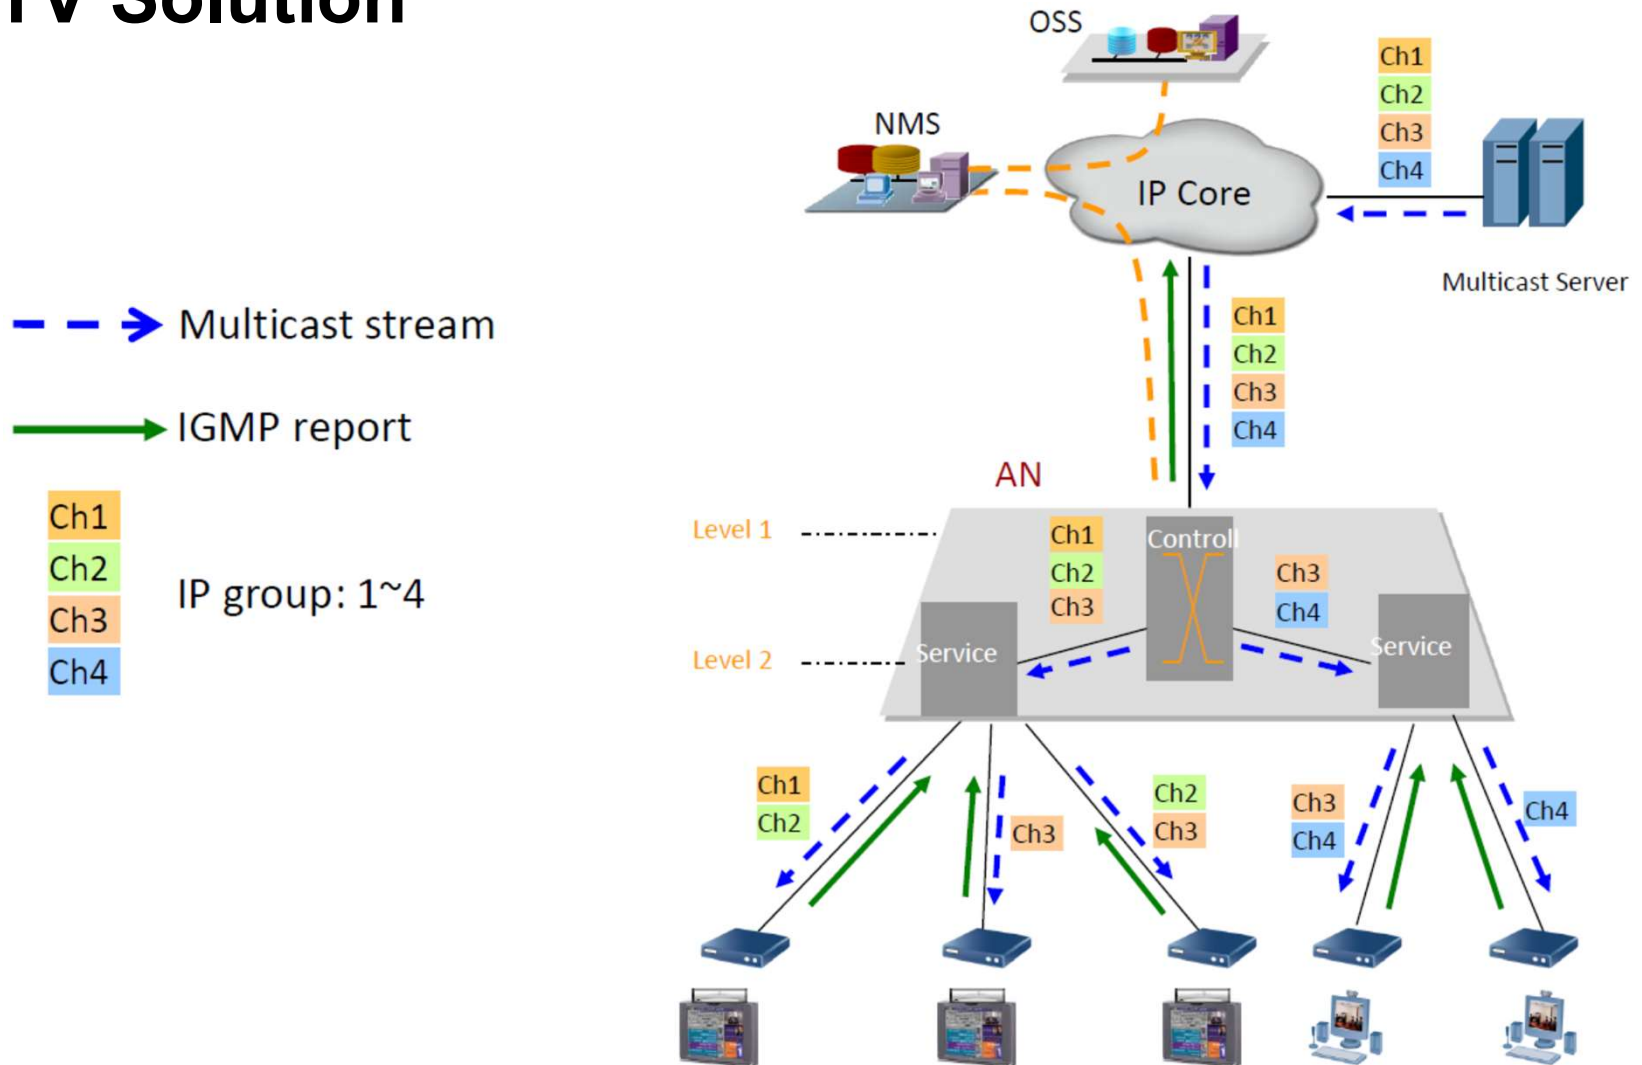 TV Solution
OSS
NMS
IP Core
Ch1
Ch2
Ch3
Ch4
Multicast Server
Multicast stream
IGMP report
Ch1
Ch2
Ch3
Ch4
IP group: 1~4
Ch1
Ch2
Ch3
Ch4
AN
Level 1
Level 2
Ch1
Ch2
Ch3
Controll
Ch3
Ch4
Service
Service
Ch1
Ch2
Ch3
Ch2
Ch3
Ch3
Ch4
Ch4